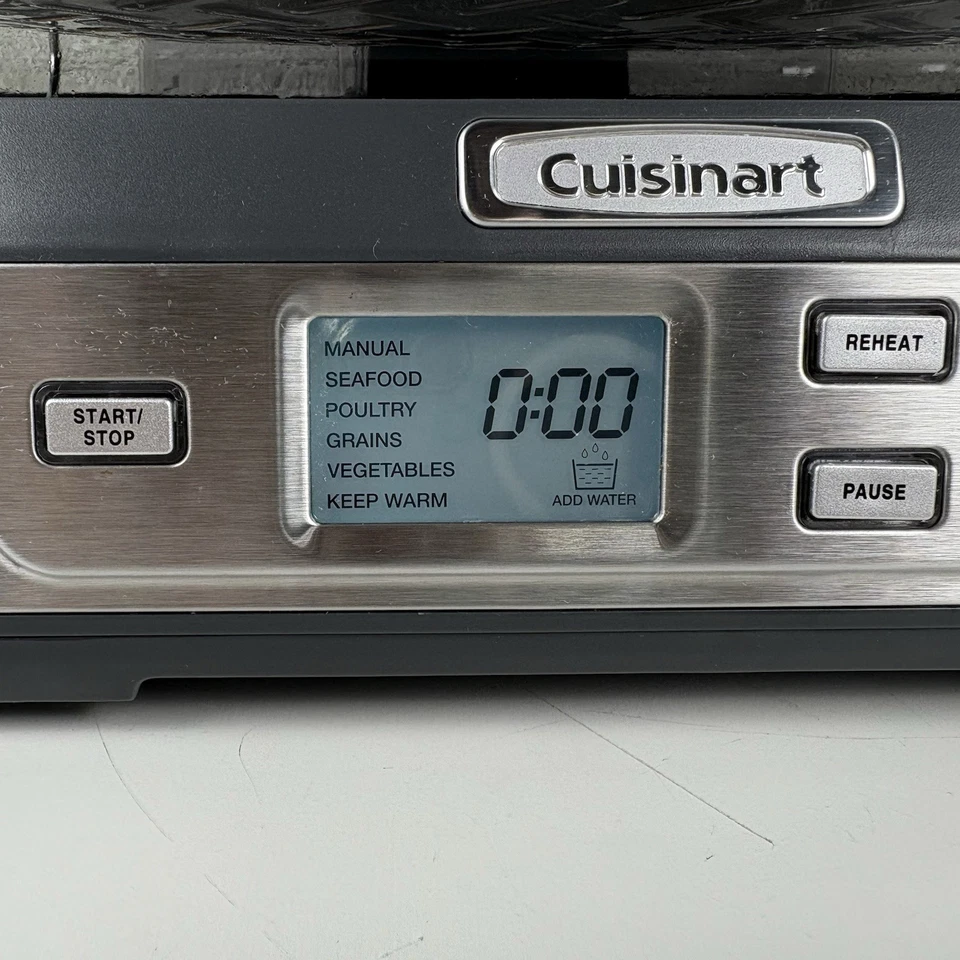 Cuisinart
START/
STOP
MANUAL
SEAFOOD
POULTRY
GRAINS
VEGETABLES
KEEP WARM
0:00
ADD WATER
REHEAT
PAUSE